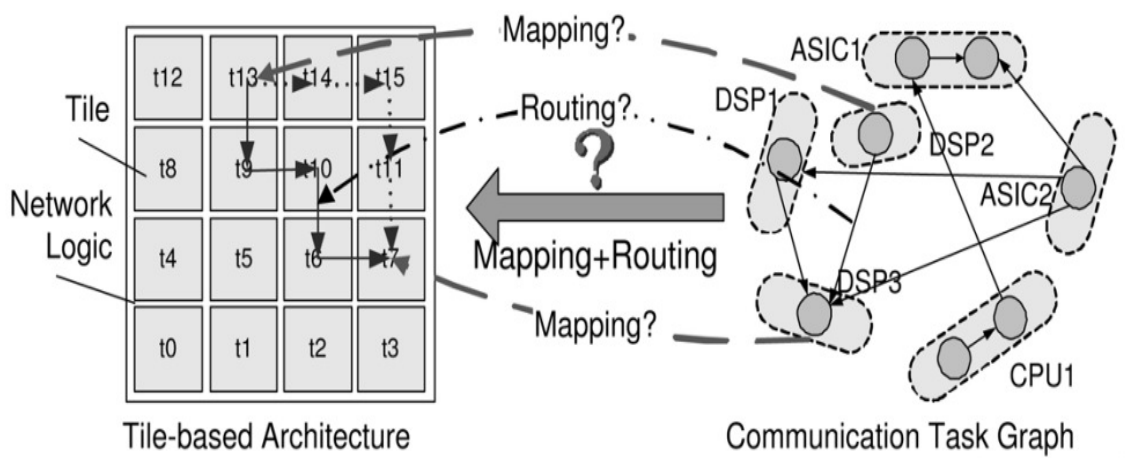 Mapping?
ASIC1
t12 t13 t14 t15
Tile
Routing?
DSP1
DSP2
t8 t9 t10 t11
?
ASIC2
Network
Logic
t4 t5 t6 t7
Mapping+Routing
DSP3
Mapping?
t0 t1 t2 t3
CPU1
Tile-based Architecture
Communication Task Graph